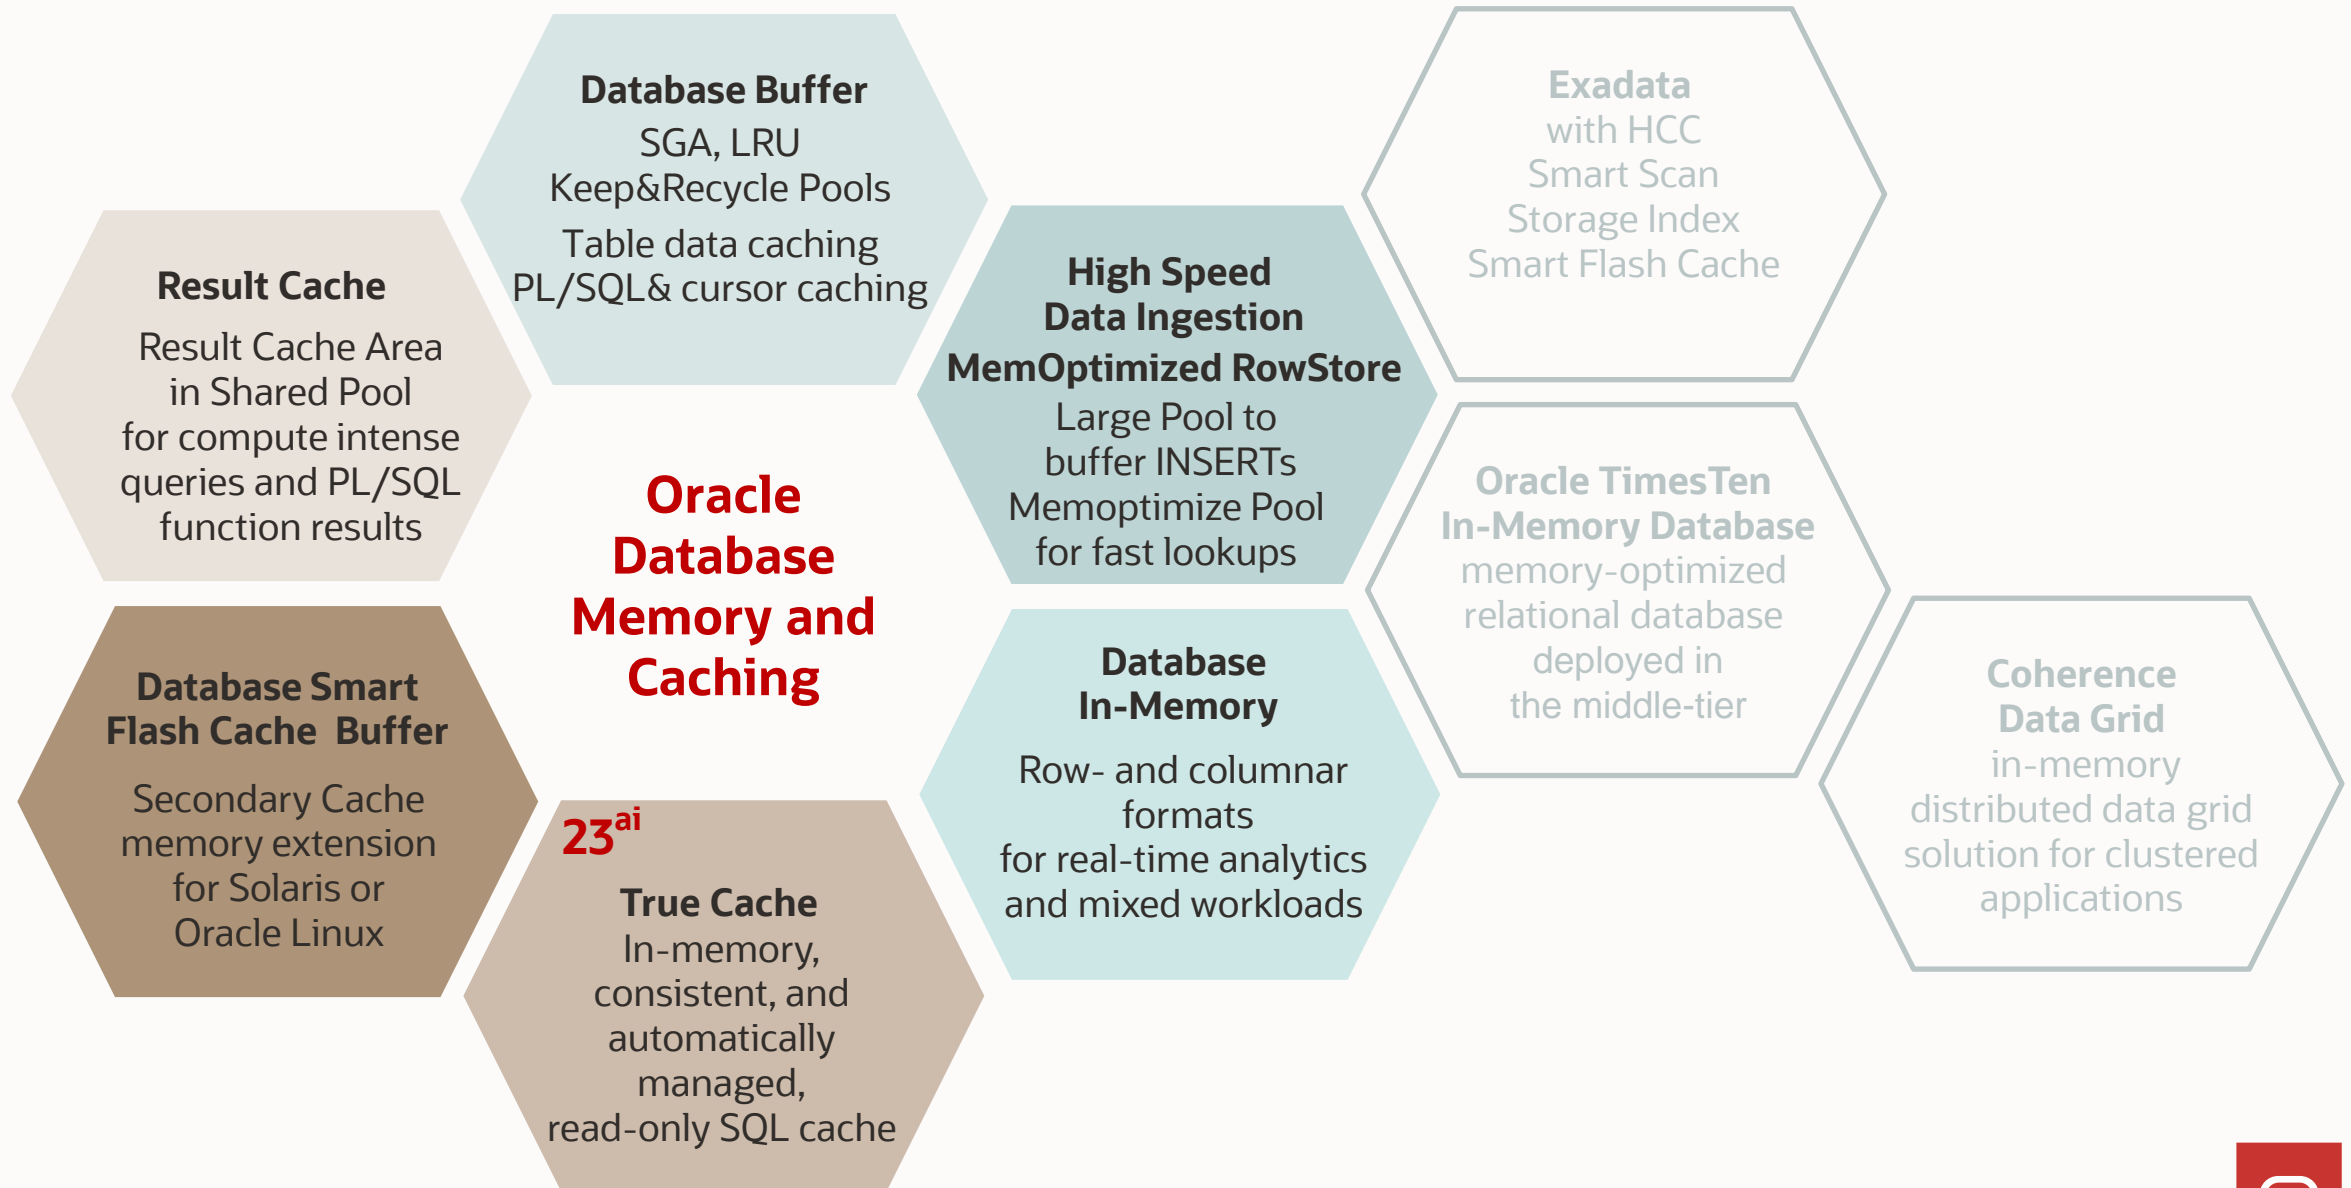 Database Buffer
SGA, LRU
Keep&Recycle Pools
Table data caching
PL/SQL& cursor caching
Exadata
with HCC
Smart Scan
Storage Index
Smart Flash Cache
Result Cache
Result Cache Area
in Shared Pool
for compute intense
queries and PL/SQL
function results
High Speed
Data Ingestion
MemOptimized RowStore
Large Pool to
buffer INSERTs
Memoptimize Pool
for fast lookups
Oracle
Database
Memory and
Caching
Oracle TimesTen
In-Memory Database
memory-optimized
relational database
deployed in
the middle-tier
Database Smart
Flash Cache  Buffer
Secondary Cache
memory extension
for Solaris or
Oracle Linux
Database
In-Memory
Row- and columnar
formats
for real-time analytics
and mixed workloads
Coherence
Data Grid
in-memory
distributed data grid
solution for clustered
applications
23ai
True Cache
In-memory,
consistent, and
automatically
managed,
read-only SQL cache